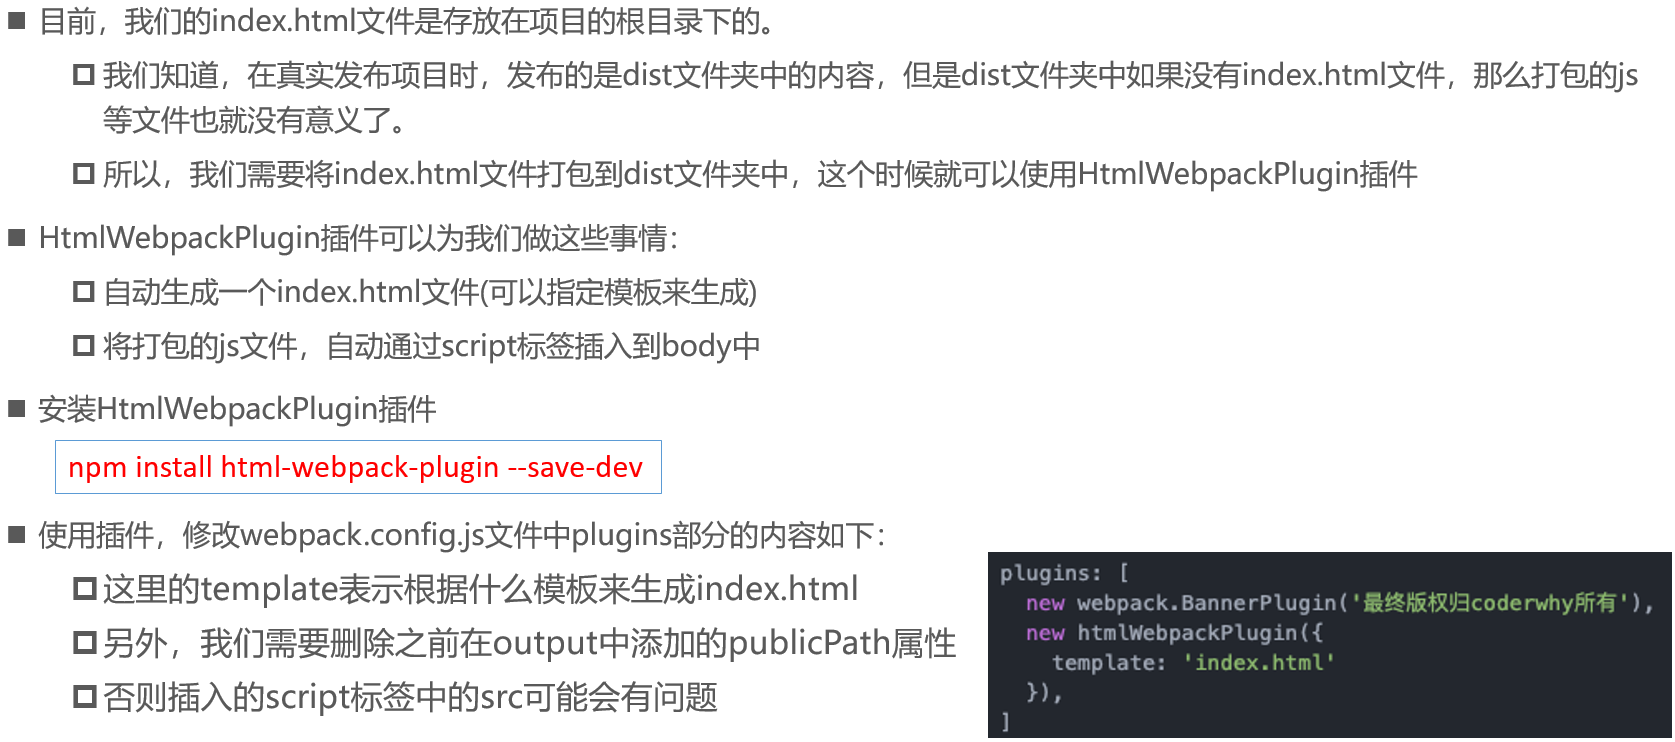 目前，我们的index.html文件是存放在项目的根目录下的。
我们知道，在真实发布项目时，发布的是dist文件夹中的内容，但是dist文件夹中如果没有index.html文件，那么打包的js
等文件也就没有意义了。
所以，我们需要将index.html文件打包到dist文件夹中，这个时候就可以使用HtmlWebpackPlugin插件
HtmlWebpackPlugin插件可以为我们做这些事情：
自动生成一个index.html文件(可以指定模板来生成)
将打包的js文件，自动通过script标签插入到body中
安装HtmlWebpackPlugin插件
npm install html-webpack-plugin --save-dev
使用插件，修改webpack.config.js文件中plugins部分的内容如下：
这里的template表示根据什么模板来生成index.html
另外，我们需要删除之前在output中添加的publicPath属性
否则插入的script标签中的src可能会有问题
plugins: [
new webpack.BannerPlugin('最终版权归coderwhy所有'),
new htmlWebpackPlugin({
template: 'index.html'
}),
]